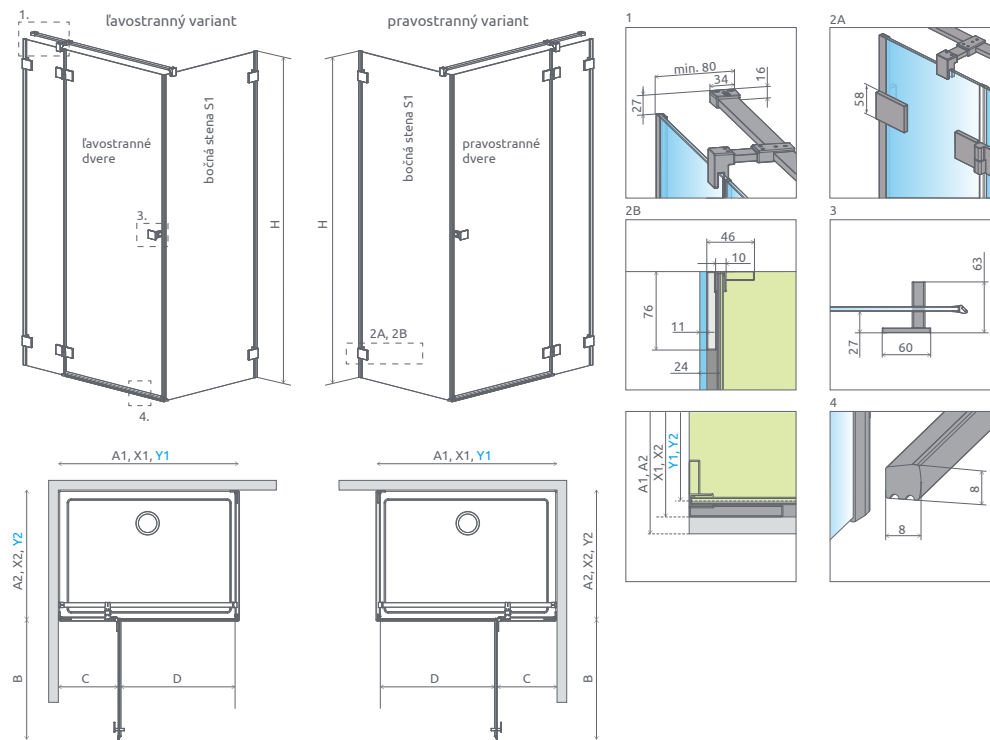 ľavostranný variant
1.
ľavostranné
dvere
bočná stena S1
3.
H
4.
pravostranný variant
bočná stena S1
pravostranné
dvere
H
2A, 2B
A1, X1, Y1
A2, X2, Y2
B
C
D
A1, X1, Y1
A2, X2, Y2
B
D
C
1
min. 80
34
16
27
2A
58
2B
46
10
76
11
24
3
63
27
60
A1, A2
X1, X2
Y1, Y2
4
8
8